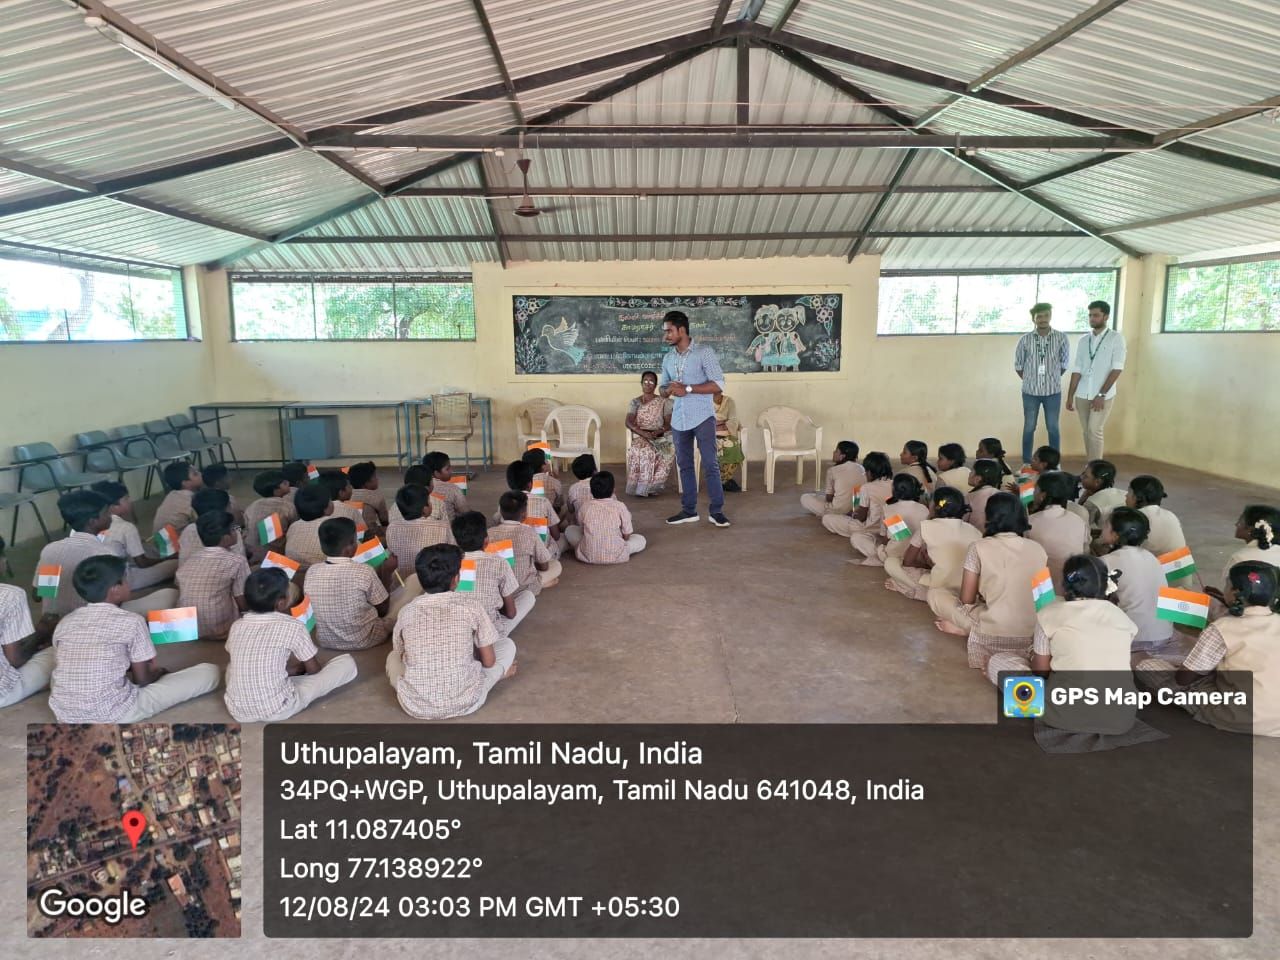 GPS Map Camera
Uthupalayam, Tamil Nadu, India
34PQ+WGP, Uthupalayam, Tamil Nadu 641048, India
Lat 11.087405°
Long 77.138922°
12/08/24 03:03 PM GMT +05:30
Google